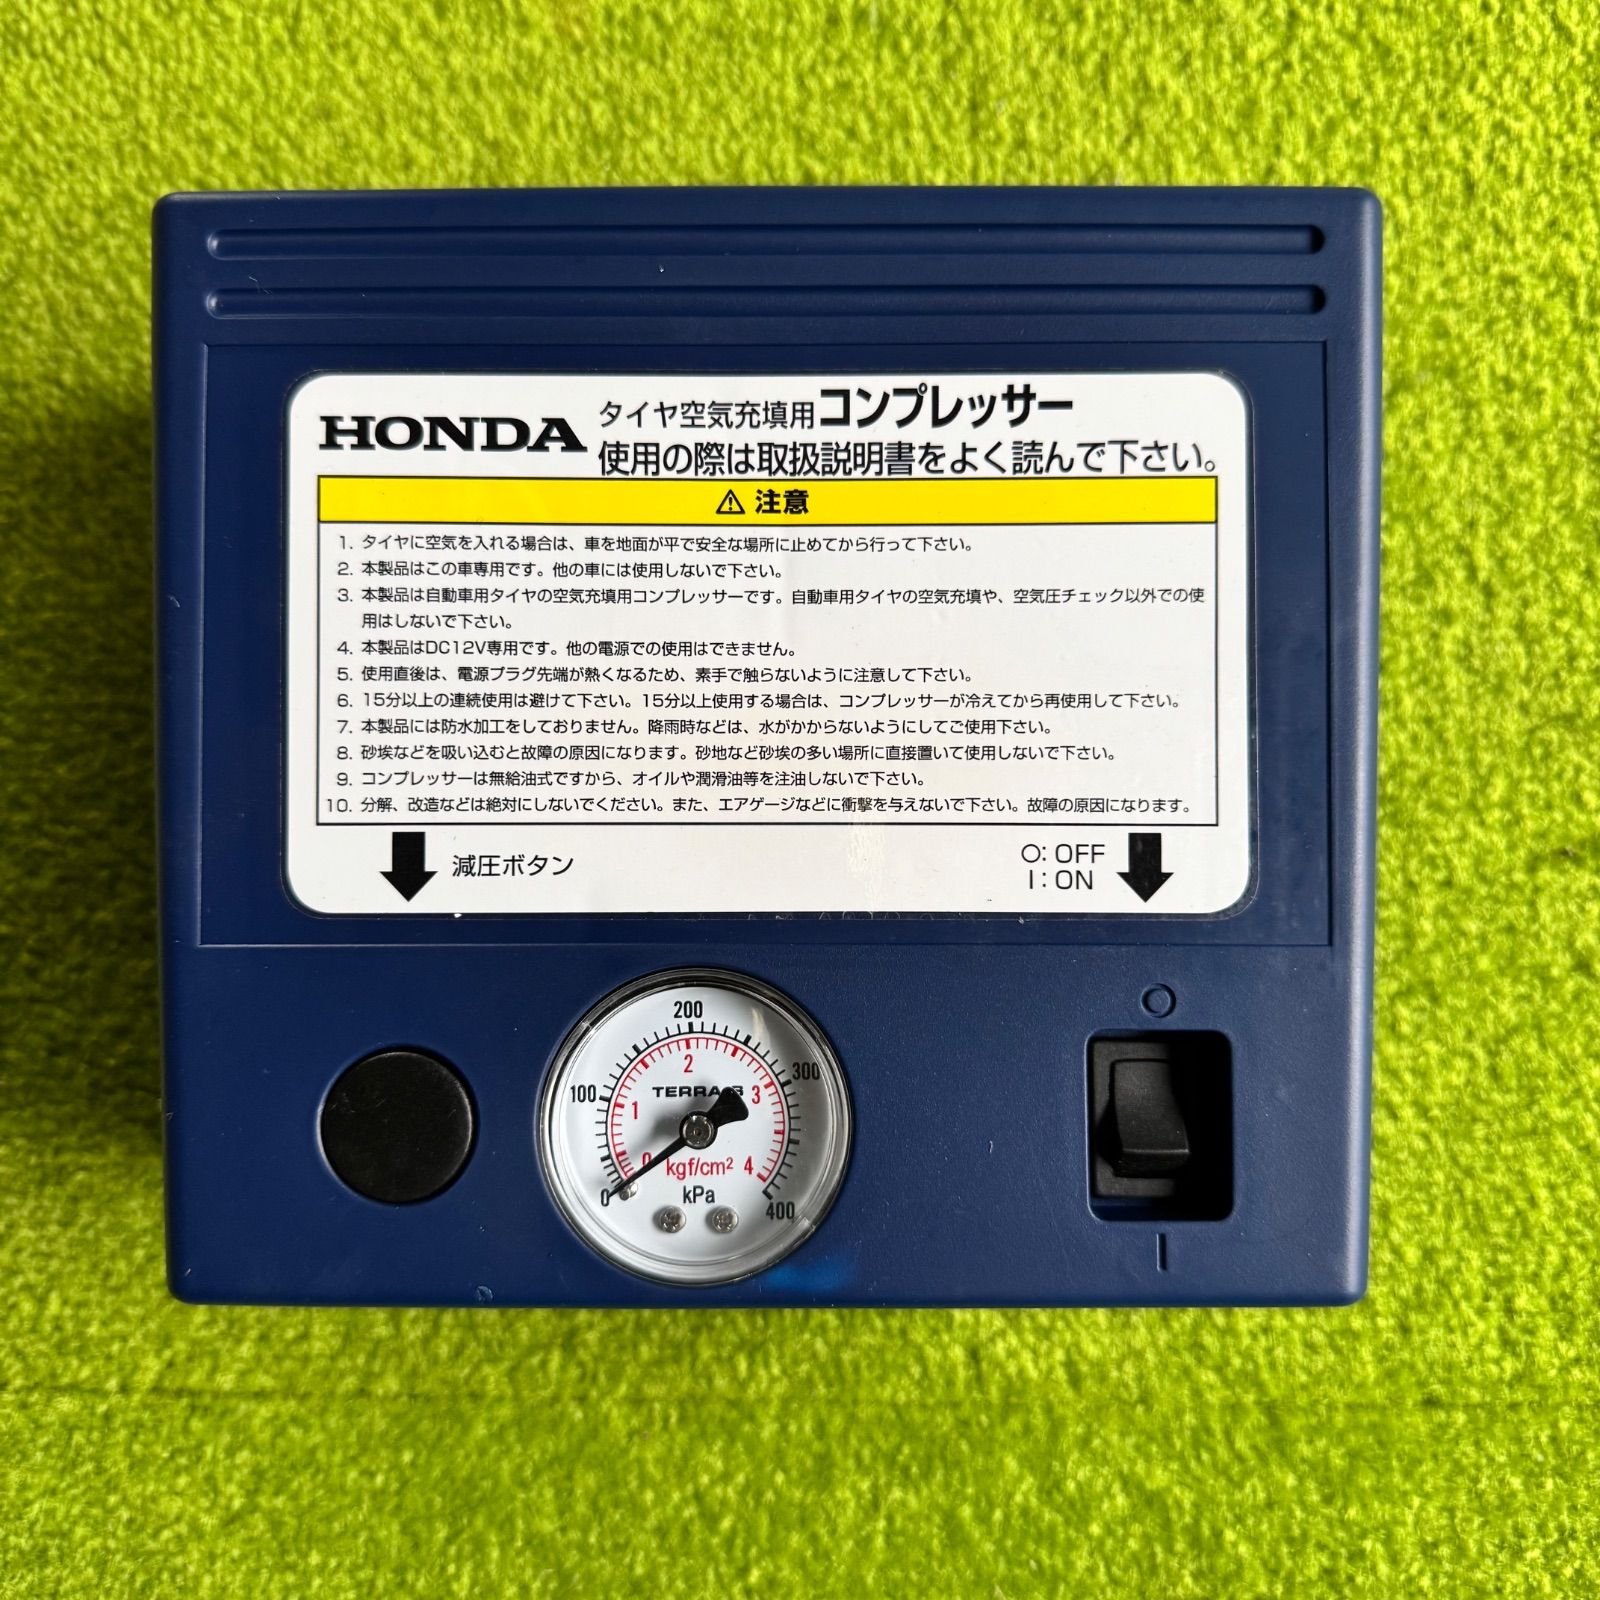 HONDA タイヤ空気充填用コンプレッサー
使用の際は取扱説明書をよく読んで下さい。
⚠ 注意
1. タイヤに空気を入れる場合は、車を地面が平で安全な場所に止めてから行って下さい。
2. 本製品はこの車専用です。他の車には使用しないで下さい。
3. 本製品は自動車用タイヤの空気充填用コンプレッサーです。自動車用タイヤの空気充填や、空気圧チェック以外での使
用はしないで下さい。
4. 本製品はDC12V専用です。他の電源での使用はできません。
5. 使用直後は、電源プラグ先端が熱くなるため、素手で触らないように注意して下さい。
6. 15分以上の連続使用は避けて下さい。15分以上使用する場合は、コンプレッサーが冷えてから再使用して下さい。
7. 本製品には防水加工をしておりません。降雨時などは、水がかからないようにしてご使用下さい。
8. 砂埃などを吸い込むと故障の原因になります。砂地など砂埃の多い場所に直接置いて使用しないで下さい。
9. コンプレッサーは無給油式ですから、オイルや潤滑油等を注油しないで下さい。
10. 分解、改造などは絶対にしないでください。また、エアゲージなどに衝撃を与えないで下さい。故障の原因になります。
減圧ボタン
○: OFF
I: ON
200
2
100
300
1
3
0
kgf/cm²
4
0
kPa
400